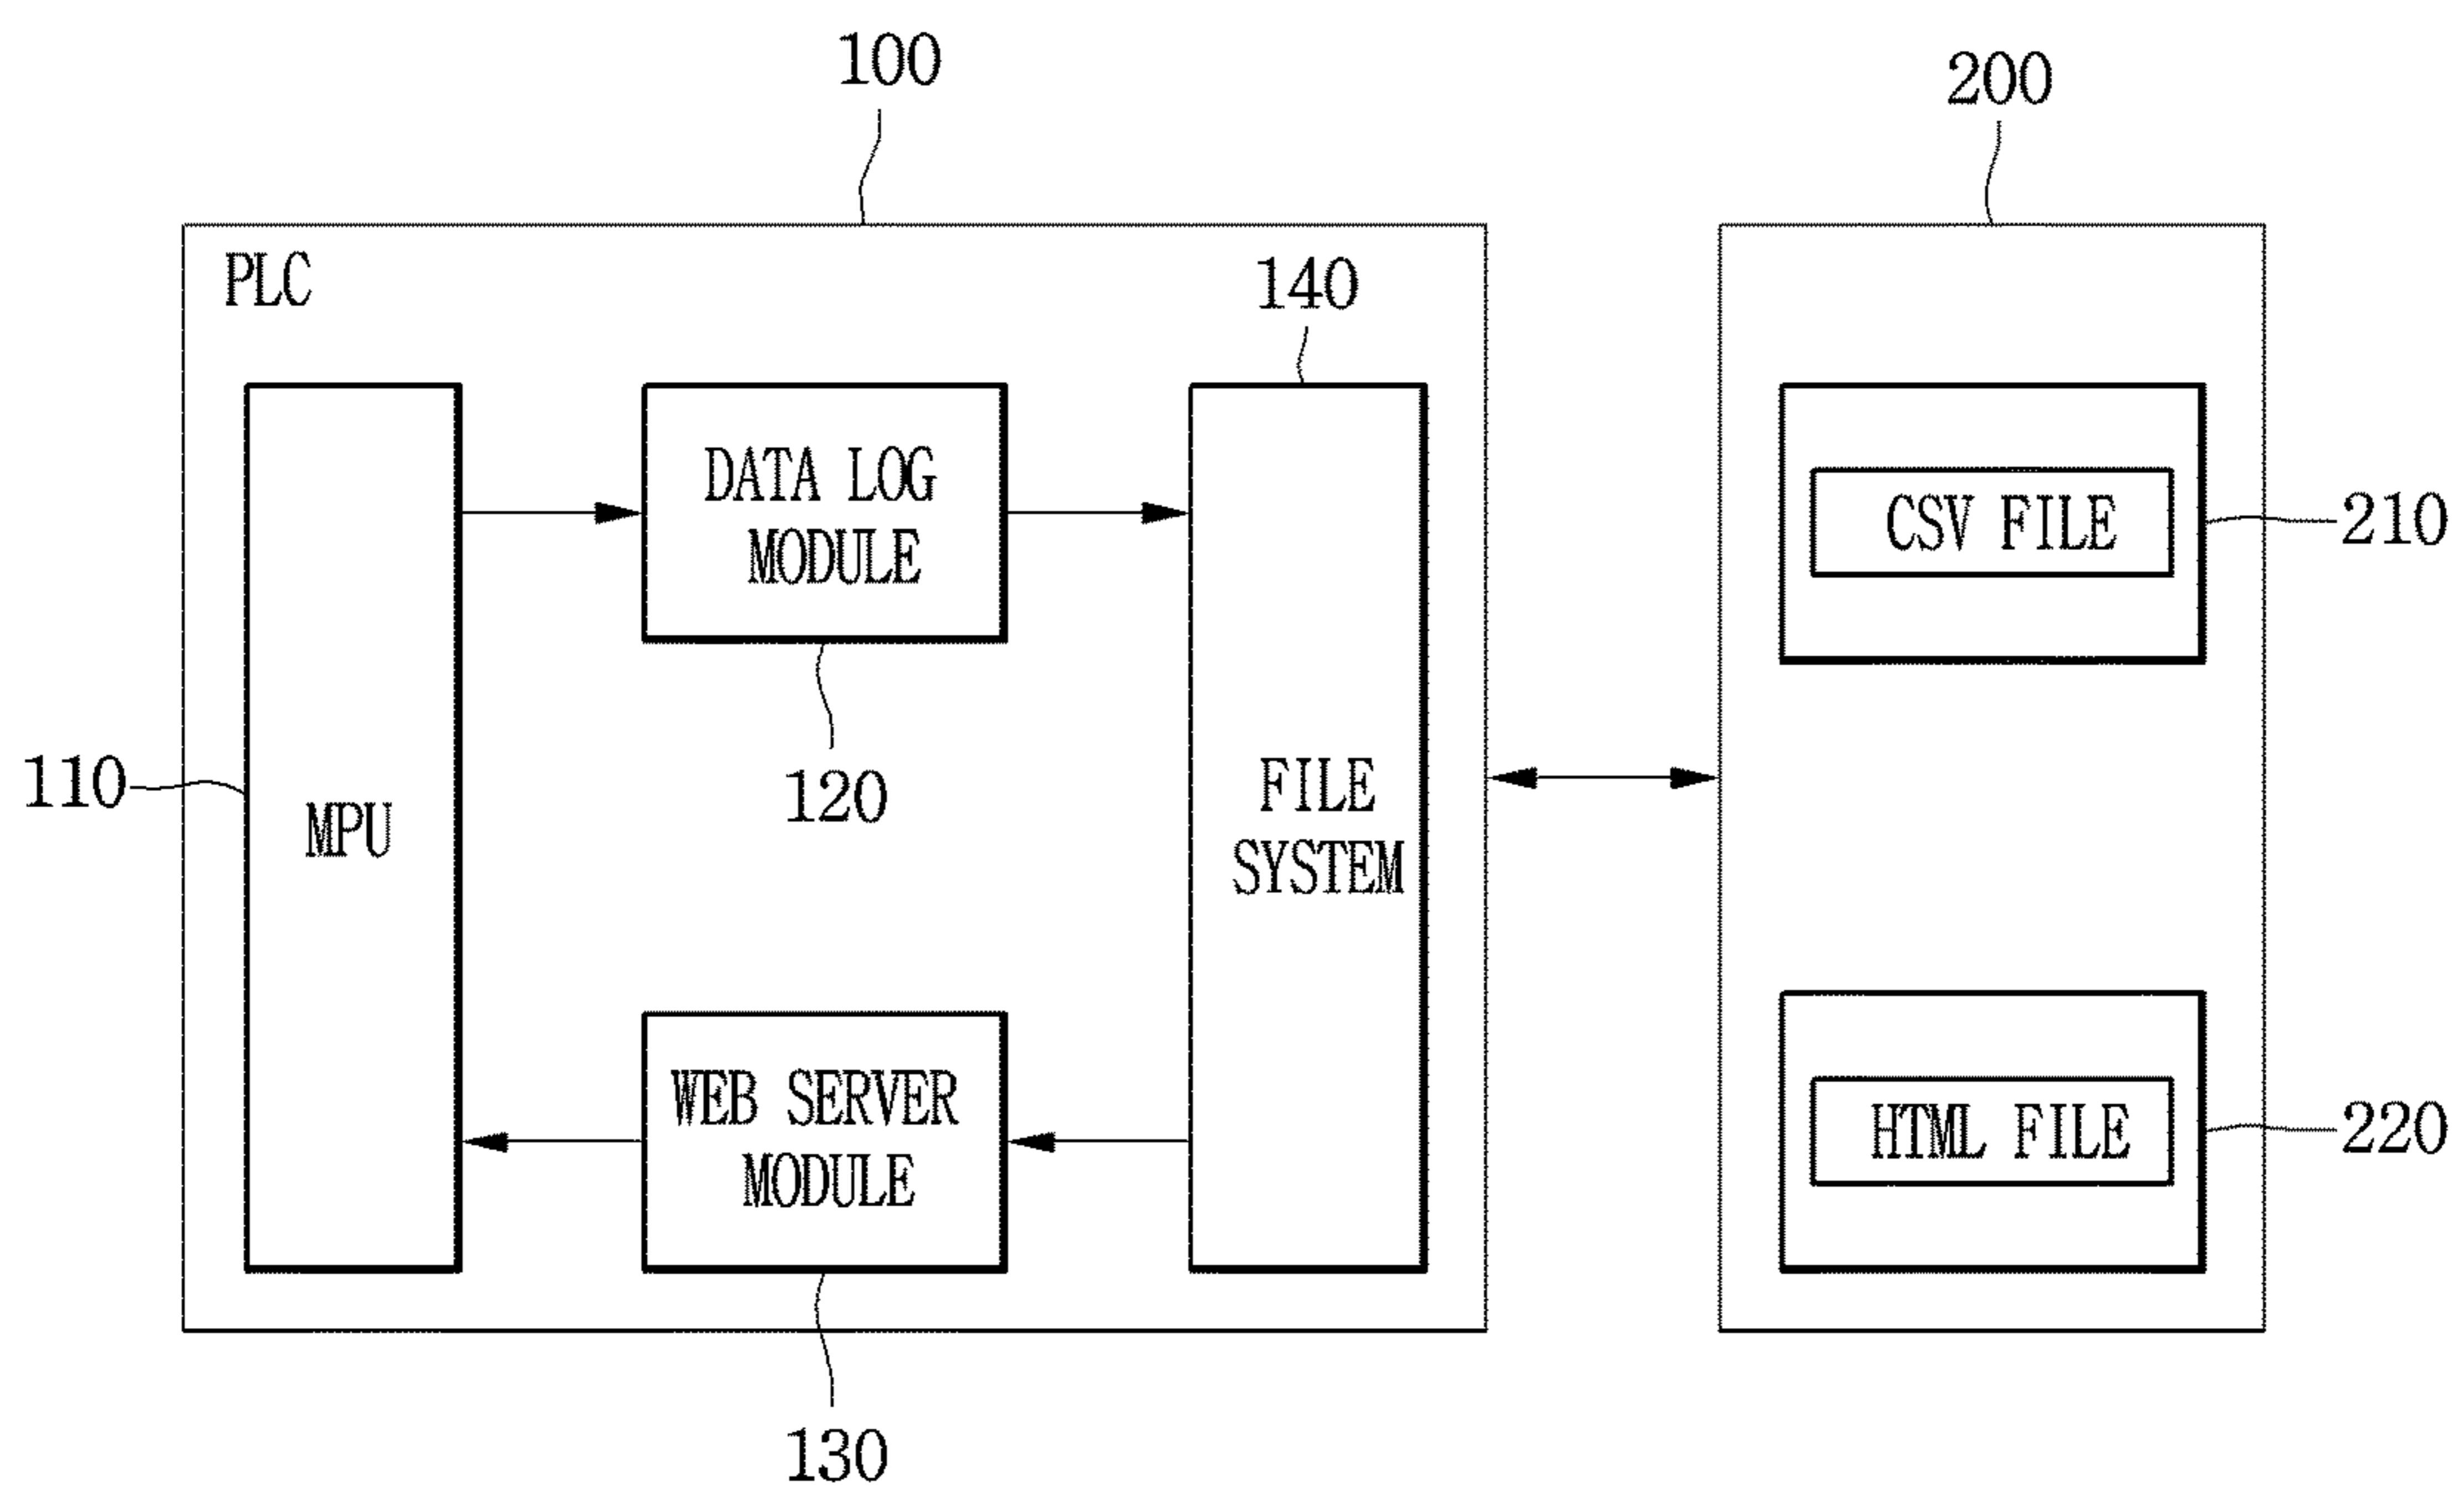 100
200
PLC
140
DATA LOG
MODULE
CSV FILE
210
110
MPU
120
FILE
SYSTEM
WEB SERVER
MODULE
HTML FILE
220
130